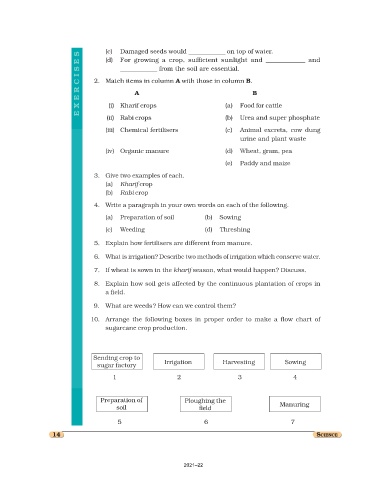 EXERCISES
(c) Damaged seeds would ____________ on top of water.
(d) For growing a crop, sufficient sunlight and _____________ and
_____________ from the soil are essential.
2. Match items in column A with those in column B.
A B
(i) Kharif crops (a) Food for cattle
(ii) Rabi crops (b) Urea and super phosphate
(iii) Chemical fertilisers (c) Animal excreta, cow dung
urine and plant waste
(iv) Organic manure (d) Wheat, gram, pea
(e) Paddy and maize
3. Give two examples of each.
(a) Kharif crop
(b) Rabi crop
4. Write a paragraph in your own words on each of the following.
(a) Preparation of soil (b) Sowing
(c) Weeding (d) Threshing
5. Explain how fertilisers are different from manure.
6. What is irrigation? Describe two methods of irrigation which conserve water.
7. If wheat is sown in the kharif season, what would happen? Discuss.
8. Explain how soil gets affected by the continuous plantation of crops in
a field.
9. What are weeds? How can we control them?
10. Arrange the following boxes in proper order to make a flow chart of
sugarcane crop production.
Sending crop to
sugar factory
Irrigation Harvesting Sowing
1 2 3 4
Preparation of
soil
Ploughing the
field
Manuring
5 6 7
14 SCIENCE
2021–22